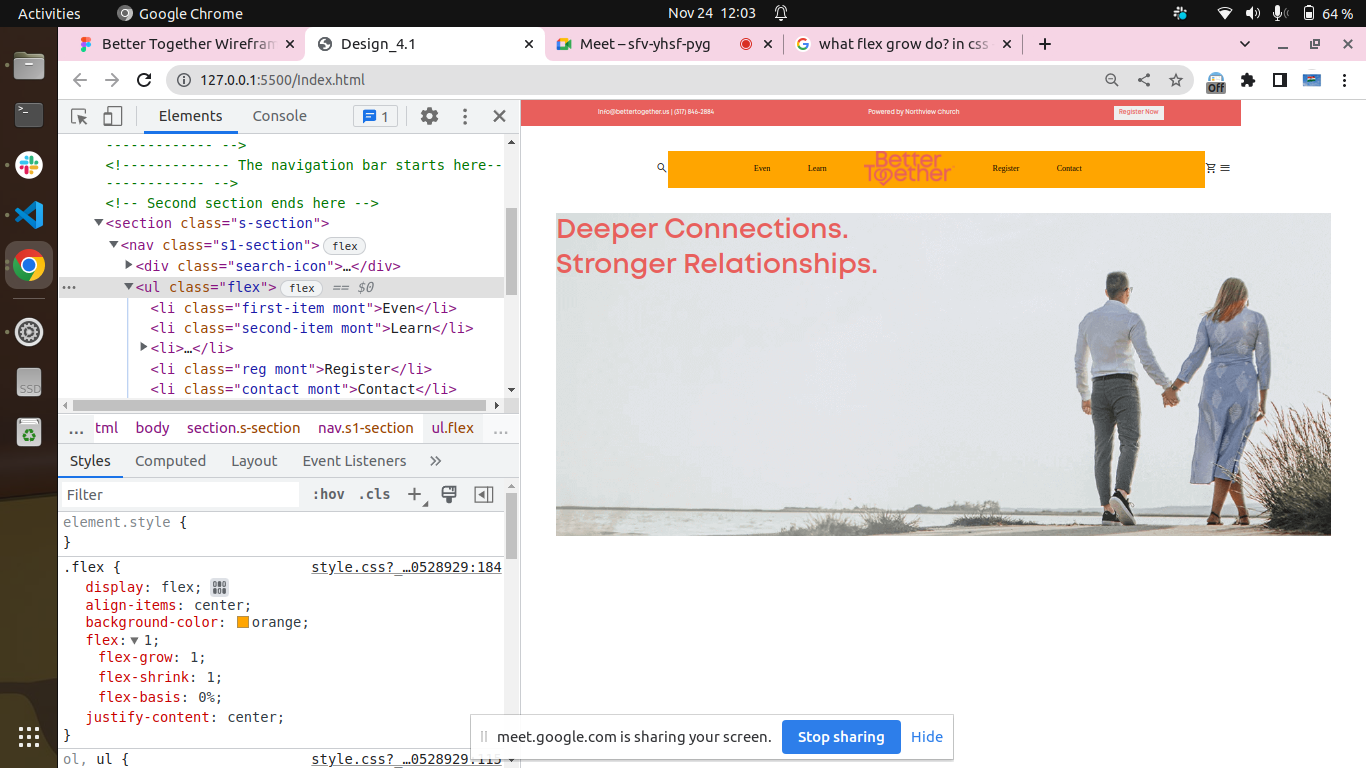 Activities
Google Chrome
Nov 24 12:03
64 %
Better Together Wirefram
Design_4.1
Meet – sfv-yhsf-pyg
what flex grow do? in css
127.0.0.1:5500/Index.html
Off
Elements
Console
1
------------- -->
<!------------- The navigation bar starts here--
------------ -->
<!-- Second section ends here -->
<section class="s-section">
<nav class="s1-section"> flex
<div class="search-icon">…</div>
<ul class="flex"> flex == $0
<li class="first-item mont">Even</li>
<li class="second-item mont">Learn</li>
<li>…</li>
<li class="reg mont">Register</li>
<li class="contact mont">Contact</li>
… tml body section.s-section nav.s1-section ul.flex …
Styles
Computed
Layout
Event Listeners
Filter
:hov .cls
element.style {
}
.flex { style.css?_…0528929:184
display: flex;
align-items: center;
background-color: orange;
flex: 1;
flex-grow: 1;
flex-shrink: 1;
flex-basis: 0%;
justify-content: center;
}
ol, ul { style.css?_…0528929:115
SSD
Info@bettertogether.us | (317) 846-2884
Powered by Northview Church
Register Now
Even
Learn
Better
Together
Register
Contact
Deeper Connections.
Stronger Relationships.
meet.google.com is sharing your screen.
Stop sharing
Hide